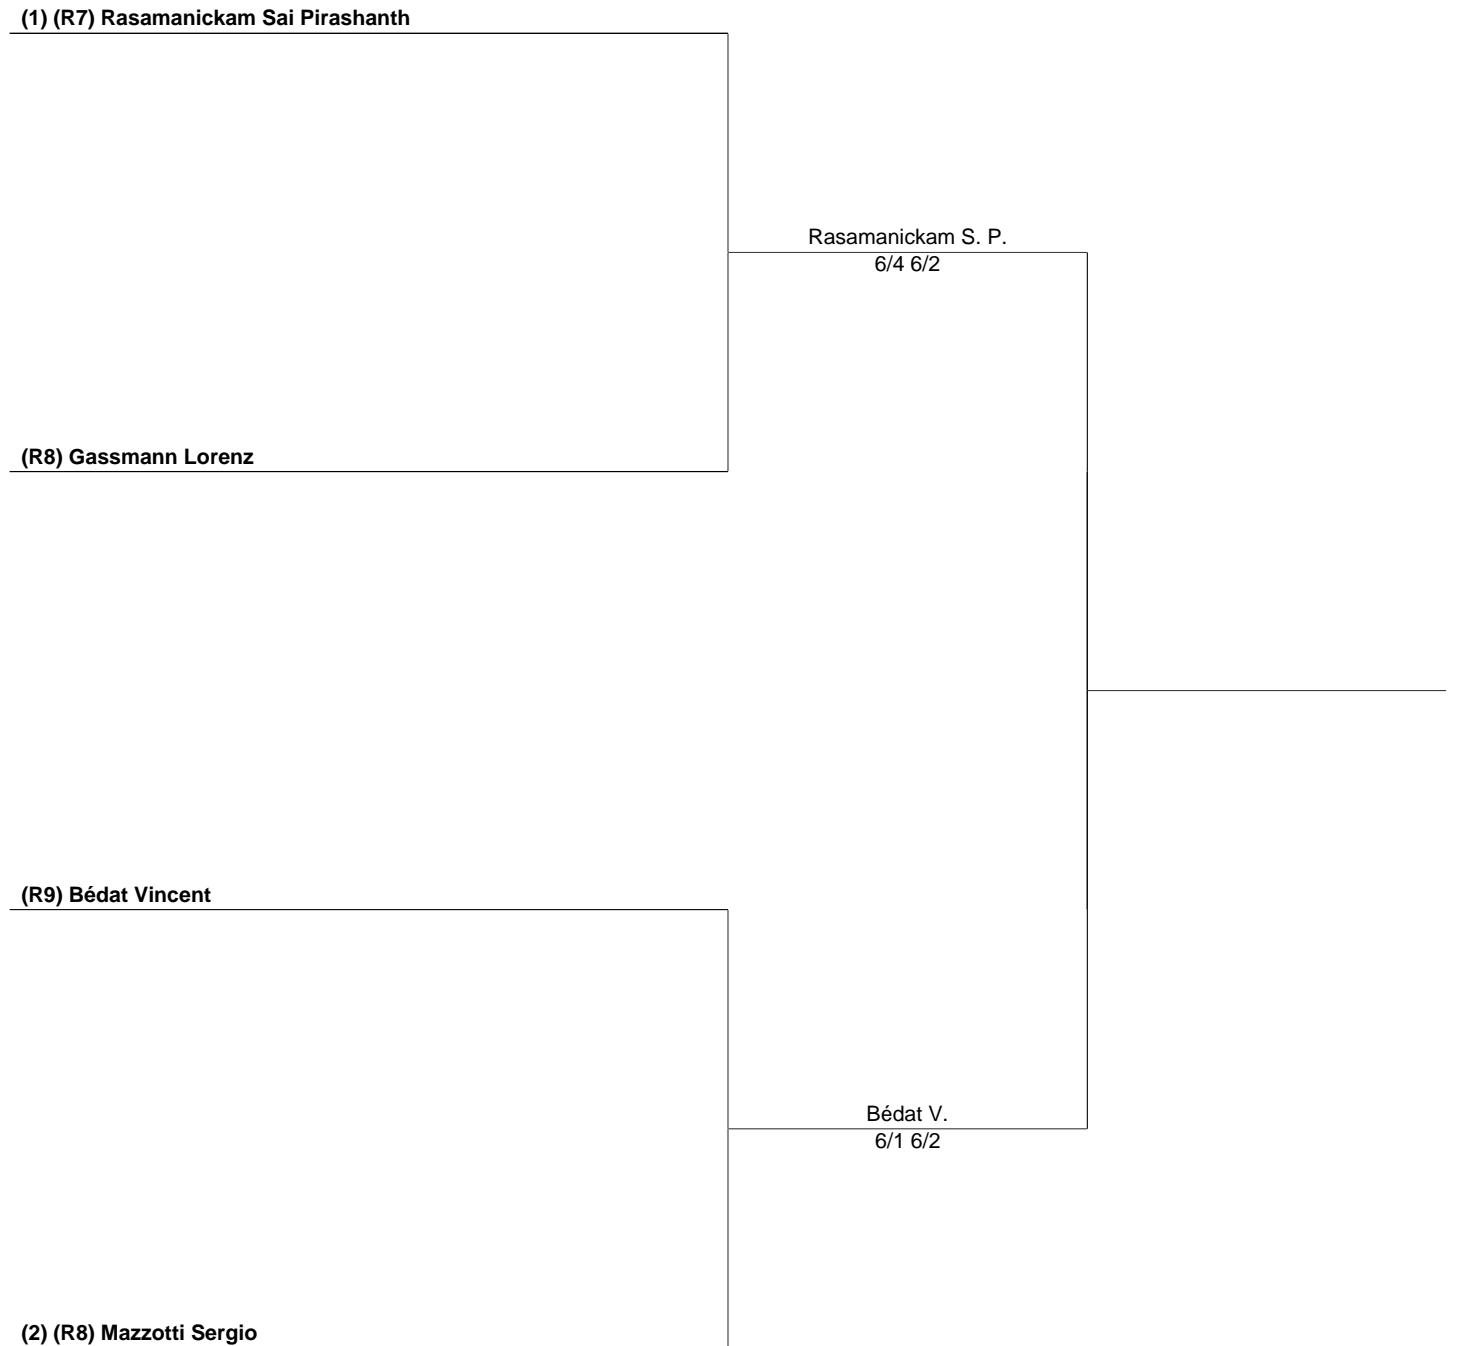 (1) (R7) Rasamanickam Sai Pirashanth
Rasamanickam S. P.
6/4 6/2
(R8) Gassmann Lorenz
(R9) Bédat Vincent
Bédat V.
6/1 6/2
(2) (R8) Mazzotti Sergio